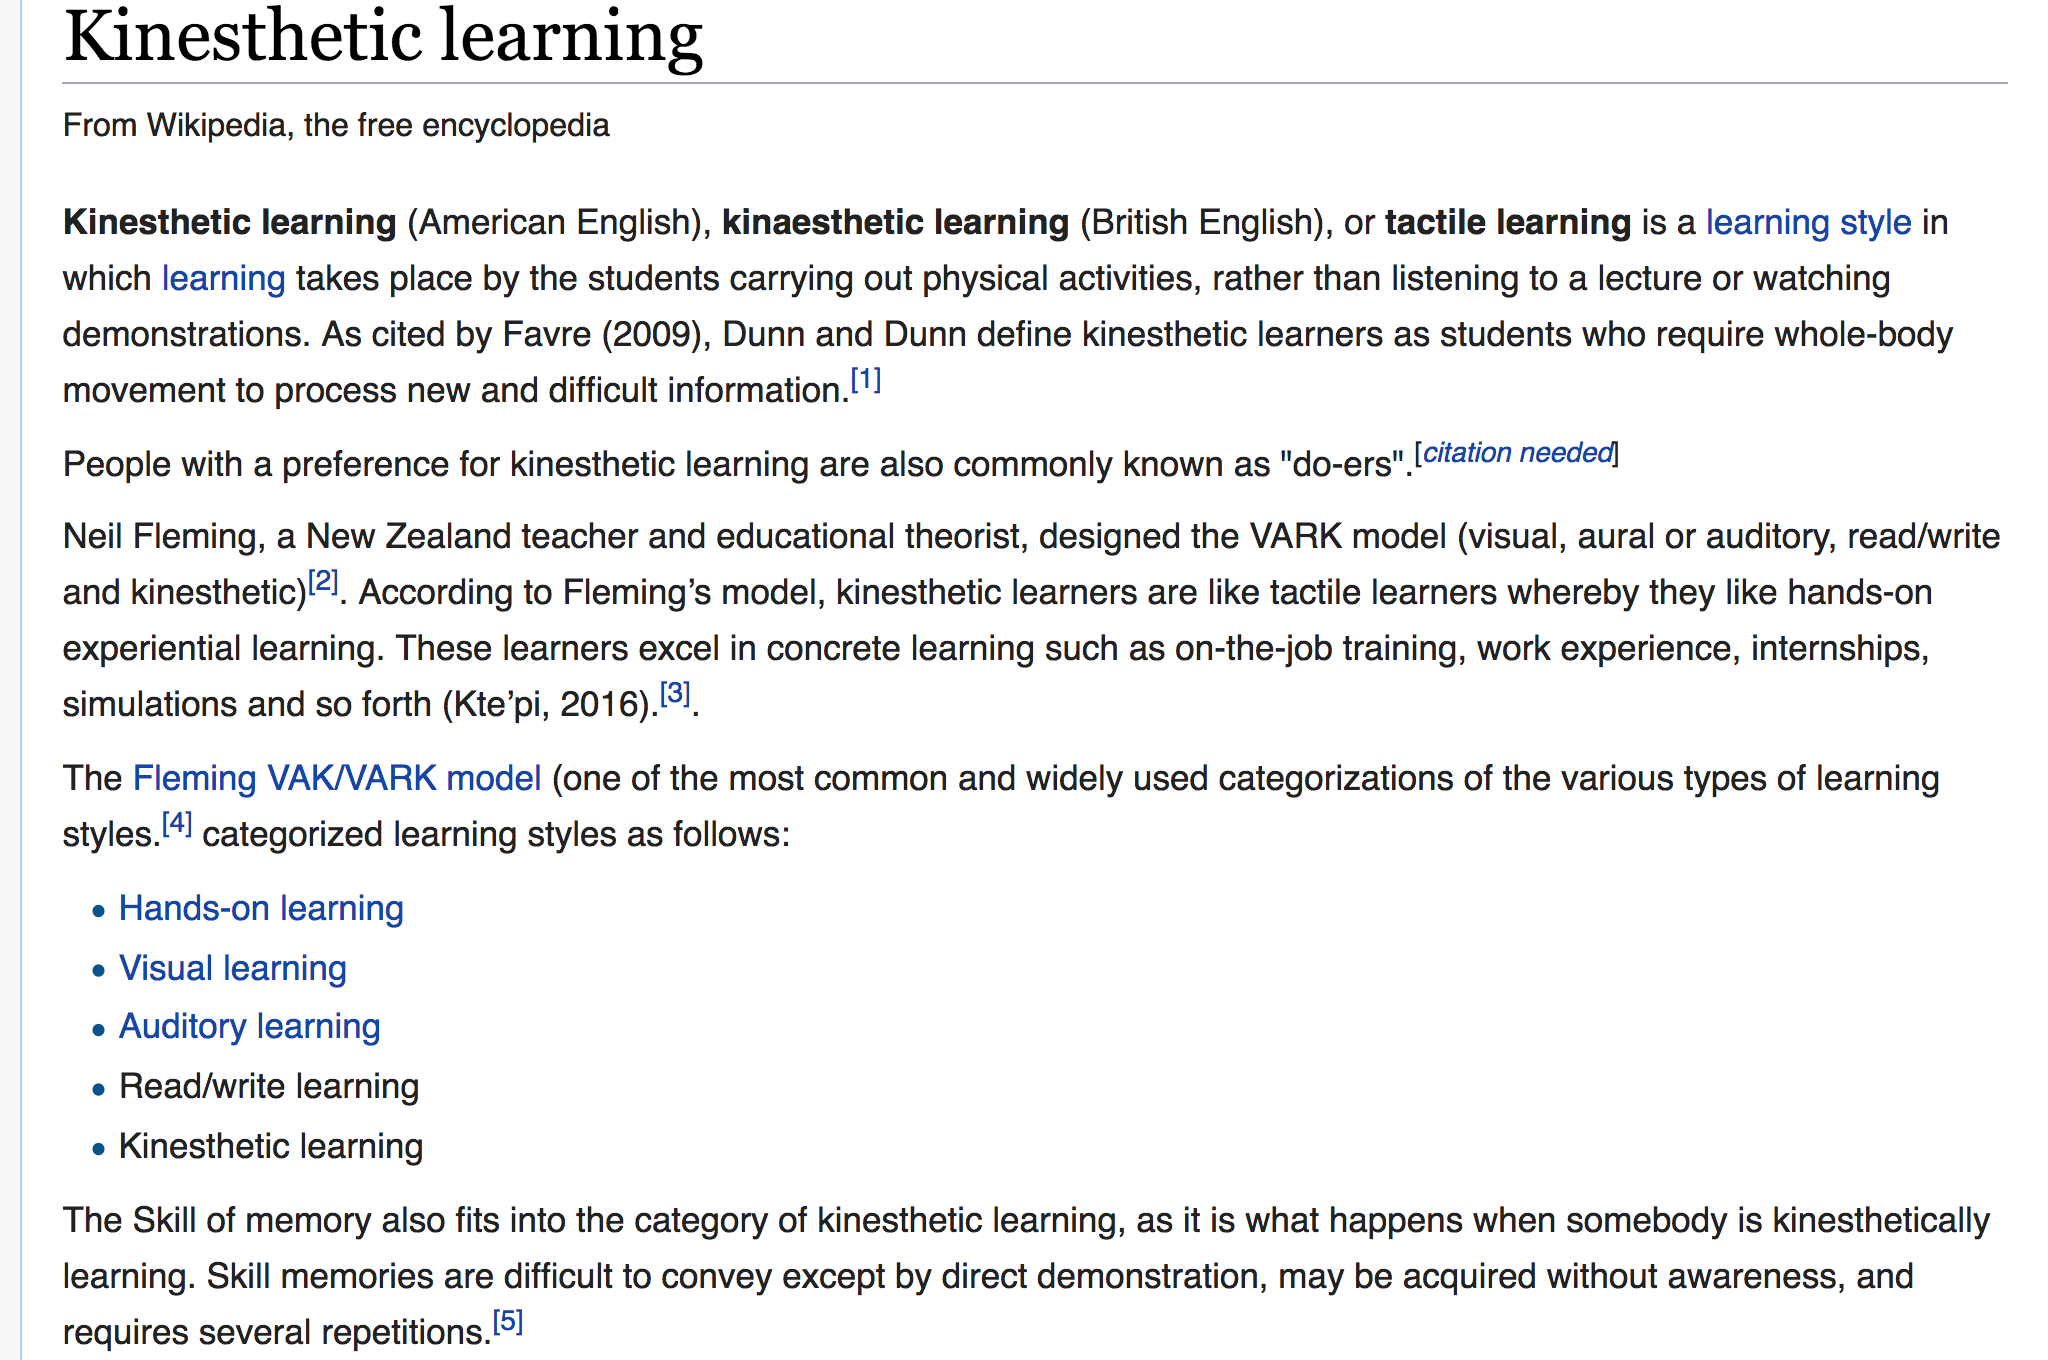 Kinesthetic learning
From Wikipedia, the free encyclopedia
Kinesthetic learning (American English), kinaesthetic learning (British English), or tactile learning is a learning style in
which learning takes place by the students carrying out physical activities, rather than listening to a lecture or watching
demonstrations. As cited by Favre (2009), Dunn and Dunn define kinesthetic learners as students who require whole-body
movement to process new and difficult information.[1]
People with a preference for kinesthetic learning are also commonly known as "do-ers".[citation needed]
Neil Fleming, a New Zealand teacher and educational theorist, designed the VARK model (visual, aural or auditory, read/write
and kinesthetic)[2]. According to Fleming’s model, kinesthetic learners are like tactile learners whereby they like hands-on
experiential learning. These learners excel in concrete learning such as on-the-job training, work experience, internships,
simulations and so forth (Kte’pi, 2016).[3].
The Fleming VAK/VARK model (one of the most common and widely used categorizations of the various types of learning
styles.[4] categorized learning styles as follows:
• Hands-on learning
• Visual learning
• Auditory learning
• Read/write learning
• Kinesthetic learning
The Skill of memory also fits into the category of kinesthetic learning, as it is what happens when somebody is kinesthetically
learning. Skill memories are difficult to convey except by direct demonstration, may be acquired without awareness, and
requires several repetitions.[5]